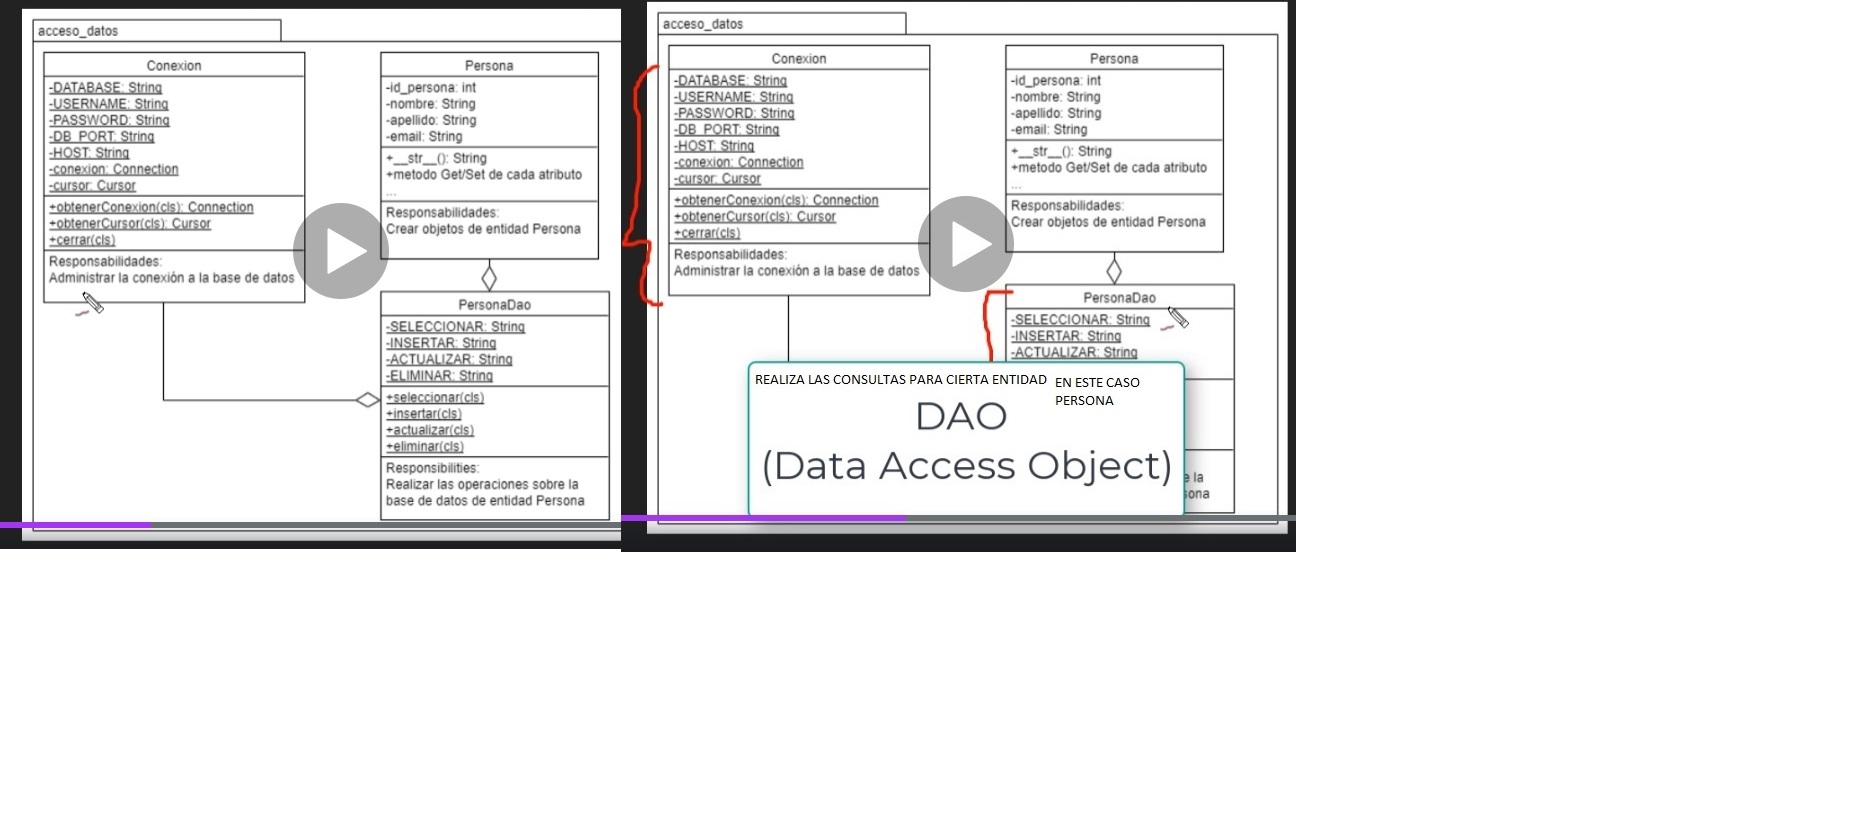 acceso_datos
Conexion
-DATABASE: String
-USERNAME: String
-PASSWORD: String
-DB_PORT: String
-HOST: String
-conexion: Connection
-cursor: Cursor
+obtenerConexion(cls): Connection
+obtenerCursor(cls): Cursor
+cerrar(cls)
Responsabilidades:
Administrar la conexión a la base de datos
Persona
-id_persona: int
-nombre: String
-apellido: String
-email: String
+__str__(): String
+metodo Get/Set de cada atributo
...
Responsabilidades:
Crear objetos de entidad Persona
PersonaDao
-SELECCIONAR: String
-INSERTAR: String
-ACTUALIZAR: String
-ELIMINAR: String
+seleccionar(cls)
+insertar(cls)
+actualizar(cls)
+eliminar(cls)
Responsibilities:
Realizar las operaciones sobre la
base de datos de entidad Persona
acceso_datos
Conexion
-DATABASE: String
-USERNAME: String
-PASSWORD: String
-DB_PORT: String
-HOST: String
-conexion: Connection
-cursor: Cursor
+obtenerConexion(cls): Connection
+obtenerCursor(cls): Cursor
+cerrar(cls)
Responsabilidades:
Administrar la conexión a la base de datos
Persona
-id_persona: int
-nombre: String
-apellido: String
-email: String
+__str__(): String
+metodo Get/Set de cada atributo
...
Responsabilidades:
Crear objetos de entidad Persona
PersonaDao
-SELECCIONAR: String
-INSERTAR: String
-ACTUALIZAR: String
REALIZA LAS CONSULTAS PARA CIERTA ENTIDAD
EN ESTE CASO
PERSONA
DAO
(Data Access Object)
la